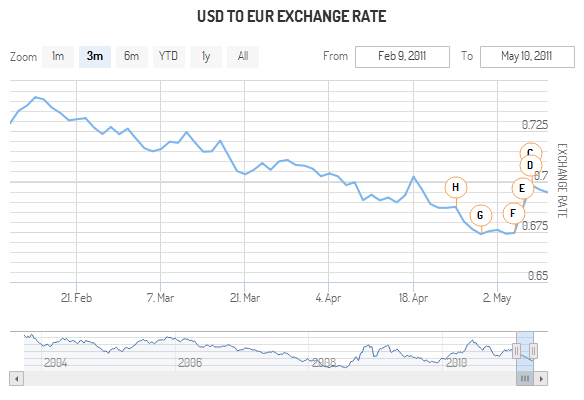 USD TO EUR EXCHANGE RATE
Zoom 1m 3m 6m YTD 1y All From Feb 9, 2011 To May 10, 2011
0.725
0.7
0.675
0.65
EXCHANGE RATE
C
D
E
F
G
H
21. Feb 7. Mar 21. Mar 4. Apr 18. Apr 2. May
2004 2006 2008 2010